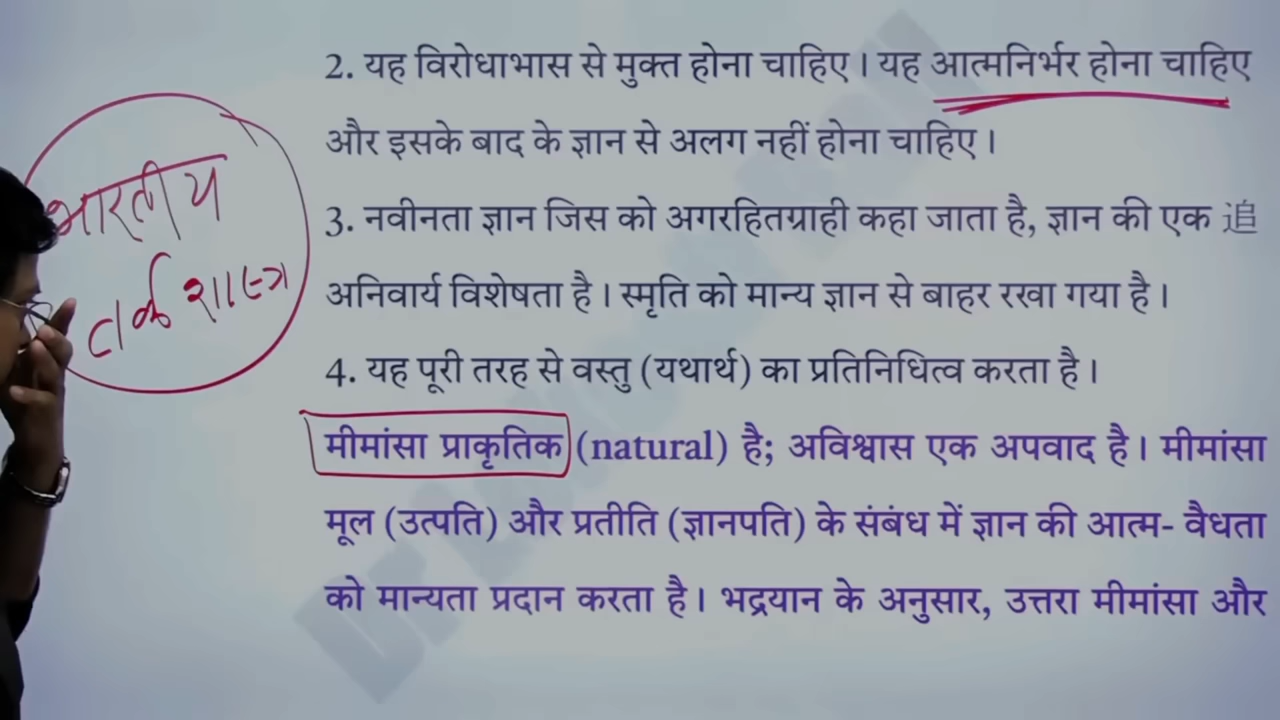 2. यह विरोधाभास से मुक्त होना चाहिए। यह आत्मनिर्भर होना चाहिए
और इसके बाद के ज्ञान से अलग नहीं होना चाहिए।
3. नवीनता ज्ञान जिस को अगरहितग्राही कहा जाता है, ज्ञान की एक 追
अनिवार्य विशेषता है। स्मृति को मान्य ज्ञान से बाहर रखा गया है।
4. यह पूरी तरह से वस्तु (यथार्थ) का प्रतिनिधित्व करता है।
मीमांसा प्राकृतिक (natural) है; अविश्वास एक अपवाद है। मीमांसा
मूल (उत्पति) और प्रतीति (ज्ञानपति) के संबंध में ज्ञान की आत्म- वैधता
को मान्यता प्रदान करता है। भद्रयान के अनुसार, उत्तरा मीमांसा और
भारतीय
तर्कशास्त्र